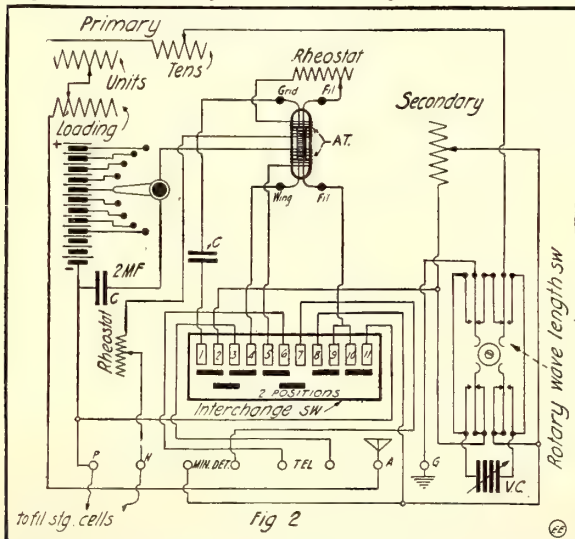 Primary
Units
Tens
Loading
Rheostat
Grid
Fil
AT.
Secondary
Wing
Fil
+
-
2MF
C
C
Rheostat
1 2 3 4 5 6 7 8 9 10 11
2 POSITIONS
Interchange sw
Rotary wave length sw
P
N
MIN. DET.
TEL
A
G
V.C.
to fil stg. cells
Fig 2
EE